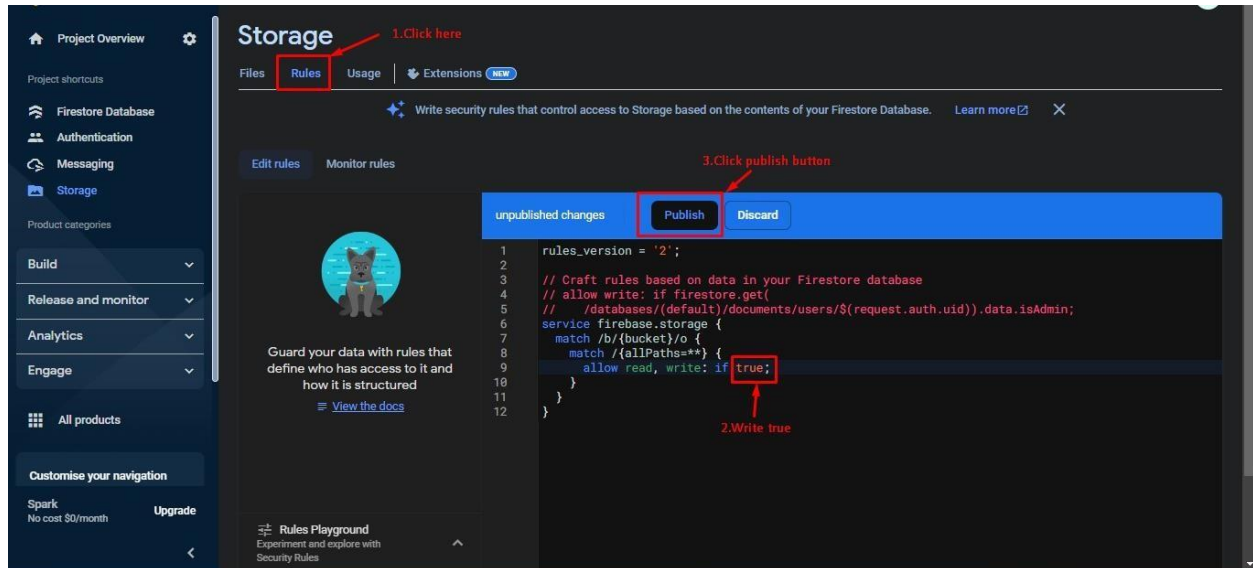 Project Overview
Project shortcuts
Firestore Database
Authentication
Messaging
Storage
Product categories
Build
Release and monitor
Analytics
Engage
All products
Customise your navigation
Spark
No cost $0/month
Upgrade
Storage
1.Click here
Files Rules Usage Extensions NEW
Write security rules that control access to Storage based on the contents of your Firestore Database. Learn more
Edit rules Monitor rules
3.Click publish button
Guard your data with rules that
define who has access to it and
how it is structured
View the docs
Rules Playground
Experiment and explore with
Security Rules
unpublished changes Publish Discard
1 rules_version = '2';
2
3 // Craft rules based on data in your Firestore database
4 // allow write: if firestore.get(
5 //    /databases/(default)/documents/users/$(request.auth.uid)).data.isAdmin;
6 service firebase.storage {
7   match /b/{bucket}/o {
8     match /{allPaths=**} {
9       allow read, write: if true;
10     }
11   }
12 }
2.Write true